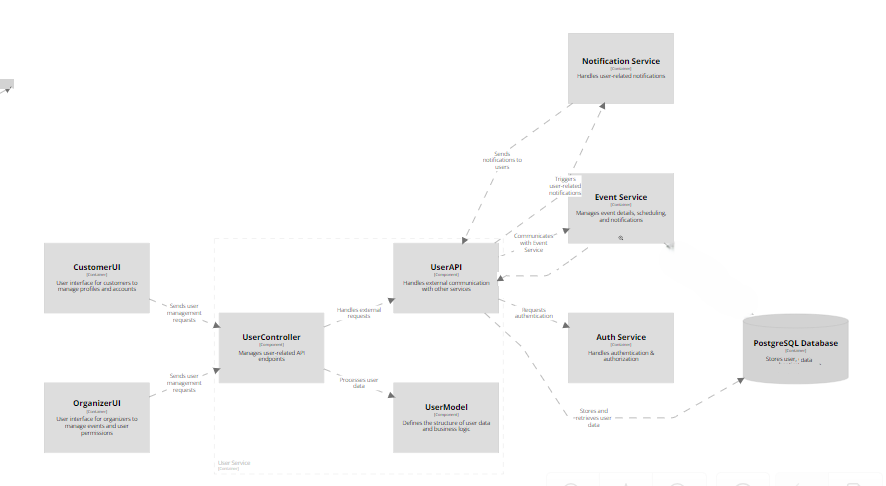 Notification Service
[Container]
Handles user-related notifications
Sends
notifications to
users
Triggers
user-related
notifications
Event Service
[Container]
Manages event details, scheduling,
and notifications
Communicates
with Event
Service
CustomerUI
[Container]
User interface for customers to
manage profiles and accounts
UserAPI
[Component]
Handles external communication
with other services
Sends user
management
requests
Handles external
requests
Requests
authentication
UserController
[Component]
Manages user-related API
endpoints
Auth Service
[Container]
Handles authentication &
authorization
PostgreSQL Database
[Container]
Stores user data
Sends user
management
requests
Processes user
data
OrganizerUI
[Container]
User interface for organizers to
manage events and user
permissions
UserModel
[Component]
Defines the structure of user data
and business logic
Stores and
retrieves user
data
User Service
[Container]